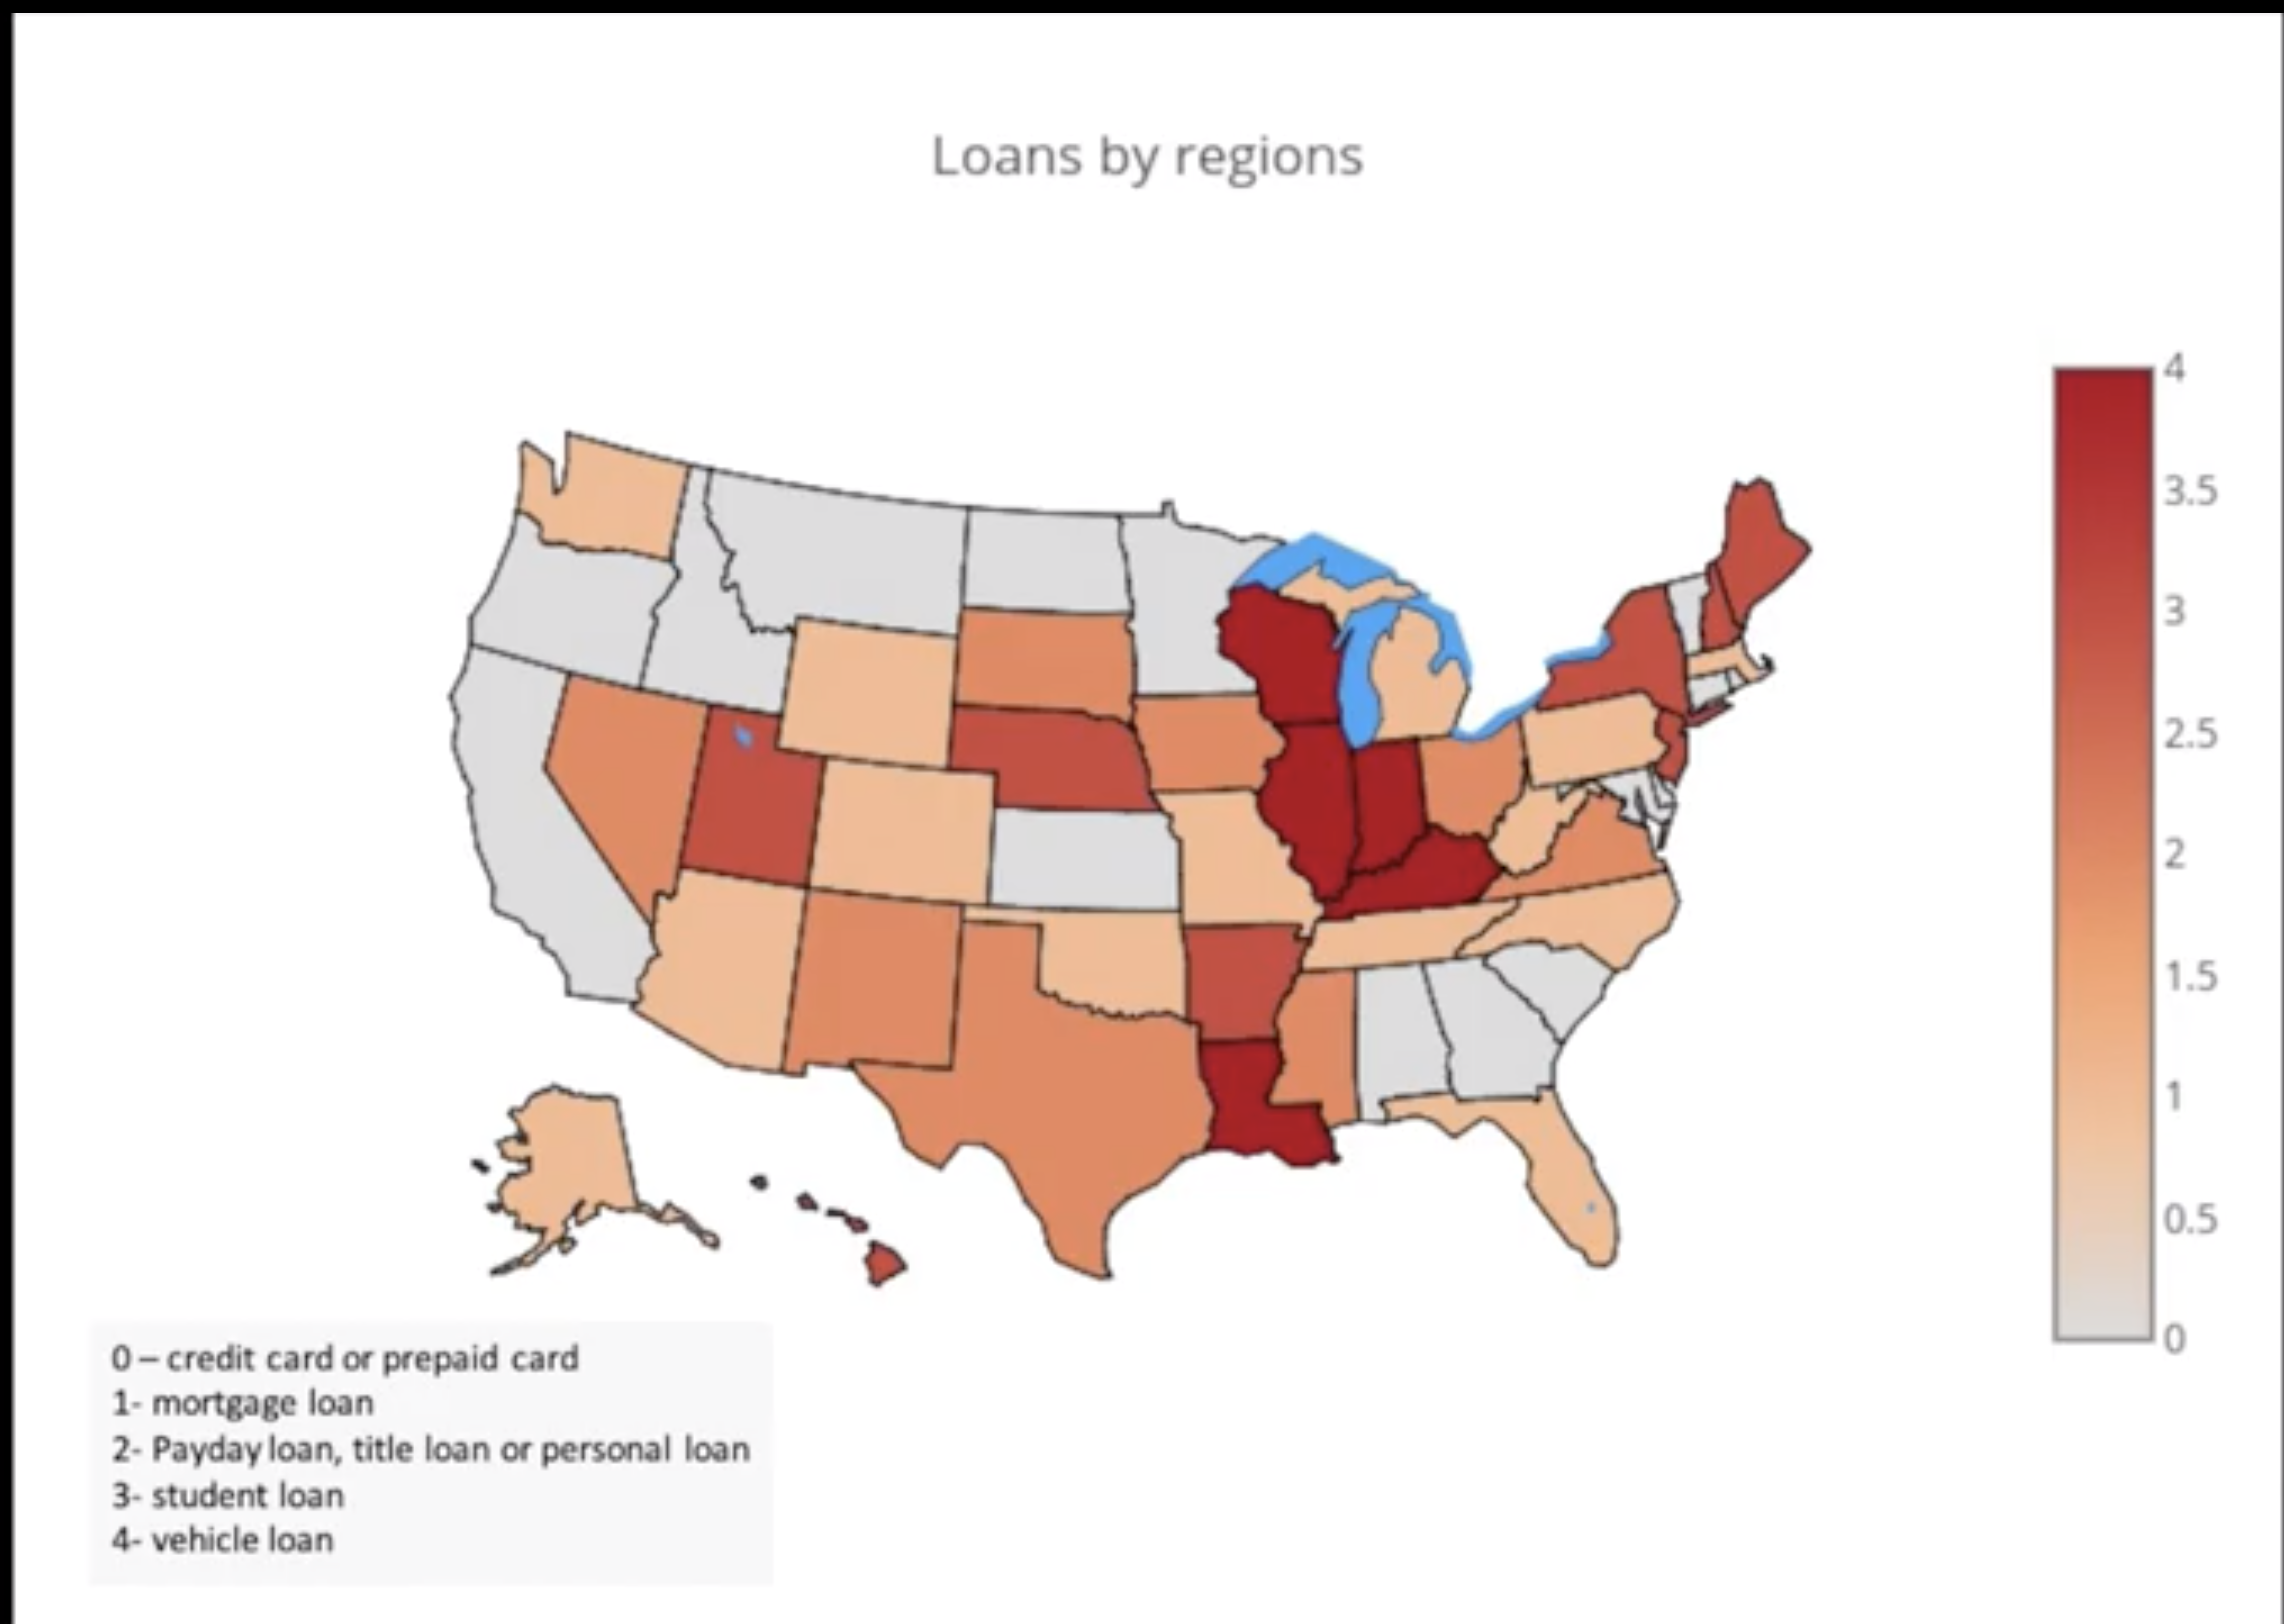 Loans by regions
4
3.5
3
2.5
2
1.5
1
0.5
0
0 – credit card or prepaid card
1- mortgage loan
2- Payday loan, title loan or personal loan
3- student loan
4- vehicle loan